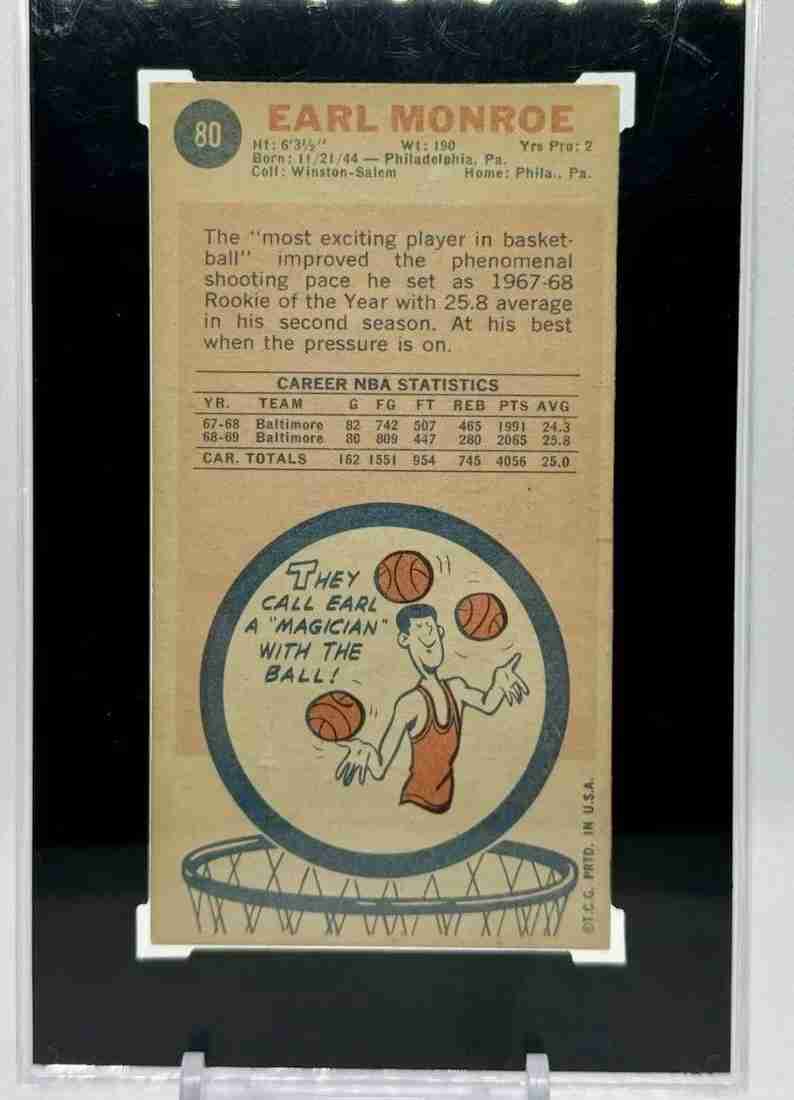 80
EARL MONROE
Ht: 6'3½" Wt: 190 Yrs Pro: 2
Born: 11/21/44 — Philadelphia, Pa.
Coll: Winston-Salem Home: Phila., Pa.
The "most exciting player in basket-
ball" improved the phenomenal
shooting pace he set as 1967-68
Rookie of the Year with 25.8 average
in his second season. At his best
when the pressure is on.
CAREER NBA STATISTICS
YR. TEAM G FG FT REB PTS AVG
67-68 Baltimore 82 742 507 465 1991 24.3
68-69 Baltimore 80 809 447 280 2065 25.8
CAR. TOTALS 162 1551 954 745 4056 25.0
THEY
CALL EARL
A "MAGICIAN"
WITH THE
BALL!
©T.C.G. PRTD. IN U.S.A.